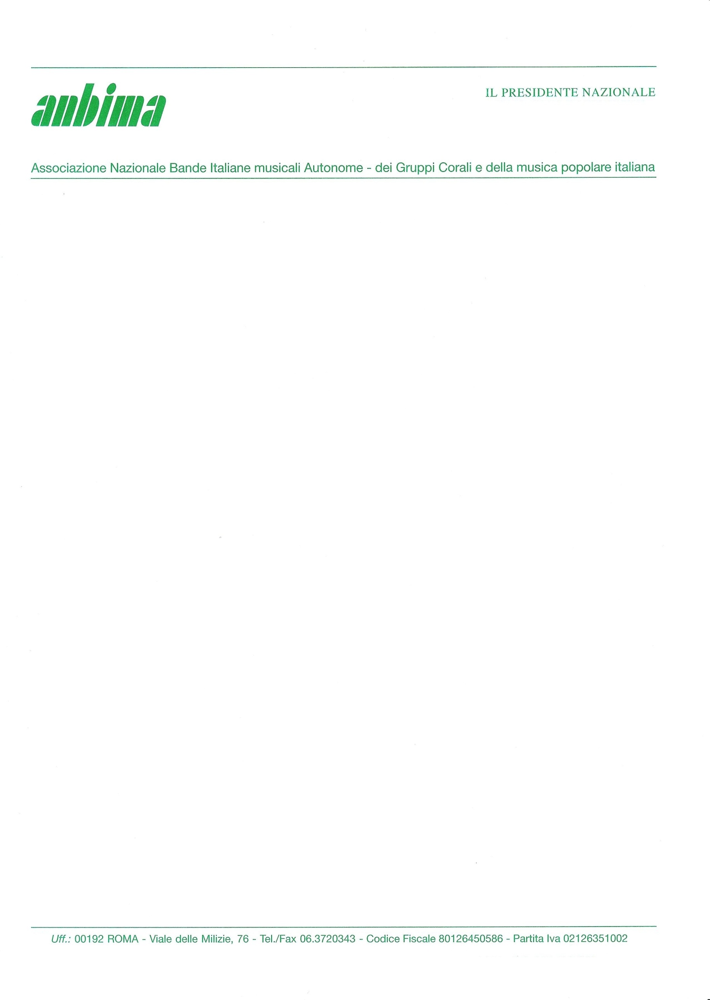 anbima
IL PRESIDENTE NAZIONALE
Associazione Nazionale Bande Italiane musicali Autonome - dei Gruppi Corali e della musica popolare italiana
Uff.: 00192 ROMA - Viale delle Milizie, 76 - Tel./Fax 06.3720343 - Codice Fiscale 80126450586 - Partita Iva 02126351002